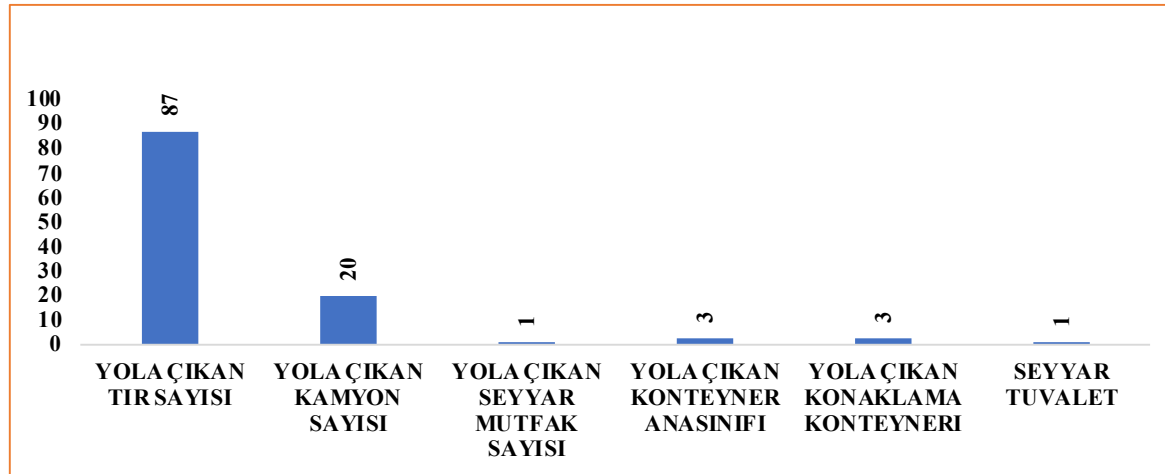 100
90
80
70
60
50
40
30
20
10
0
87
20
1
3
3
1
YOLA ÇIKAN
TIR SAYISI
YOLA ÇIKAN
KAMYON
SAYISI
YOLA ÇIKAN
SEYYAR
MUTFAK
SAYISI
YOLA ÇIKAN
KONTEYNER
ANASINIFI
YOLA ÇIKAN
KONAKLAMA
KONTEYNERI
SEYYAR
TUVALET